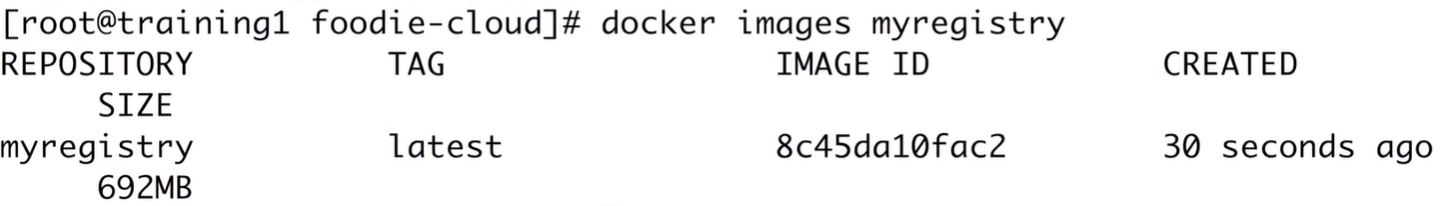 [root@training1 foodie-cloud]# docker images myregistry
REPOSITORY          TAG                 IMAGE ID            CREATED
     SIZE
myregistry          latest              8c45da10fac2        30 seconds ago
     692MB